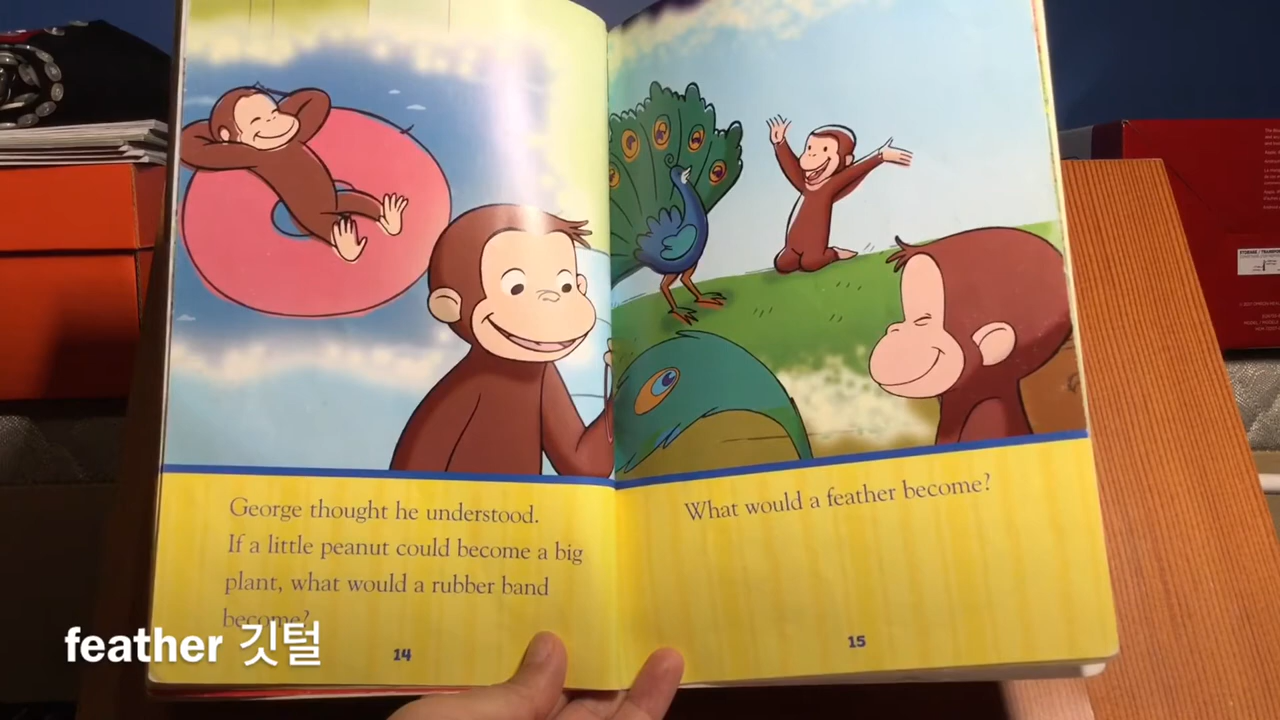 George thought he understood.
If a little peanut could become a big
plant, what would a rubber band
become?
14
What would a feather become?
15
feather 깃털